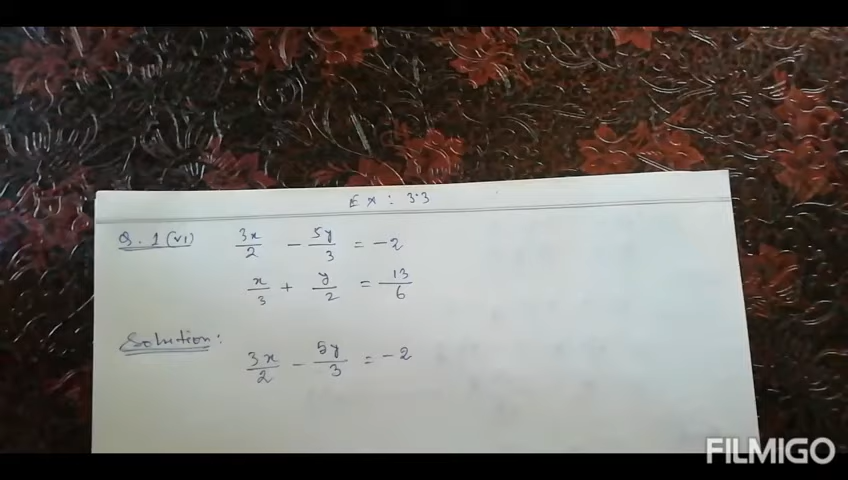 Ex : 3.3
Q. 1 (vi) 3x/2 - 5y/3 = -2
x/3 + y/2 = 13/6
Solution:
3x/2 - 5y/3 = -2
FILMIGO